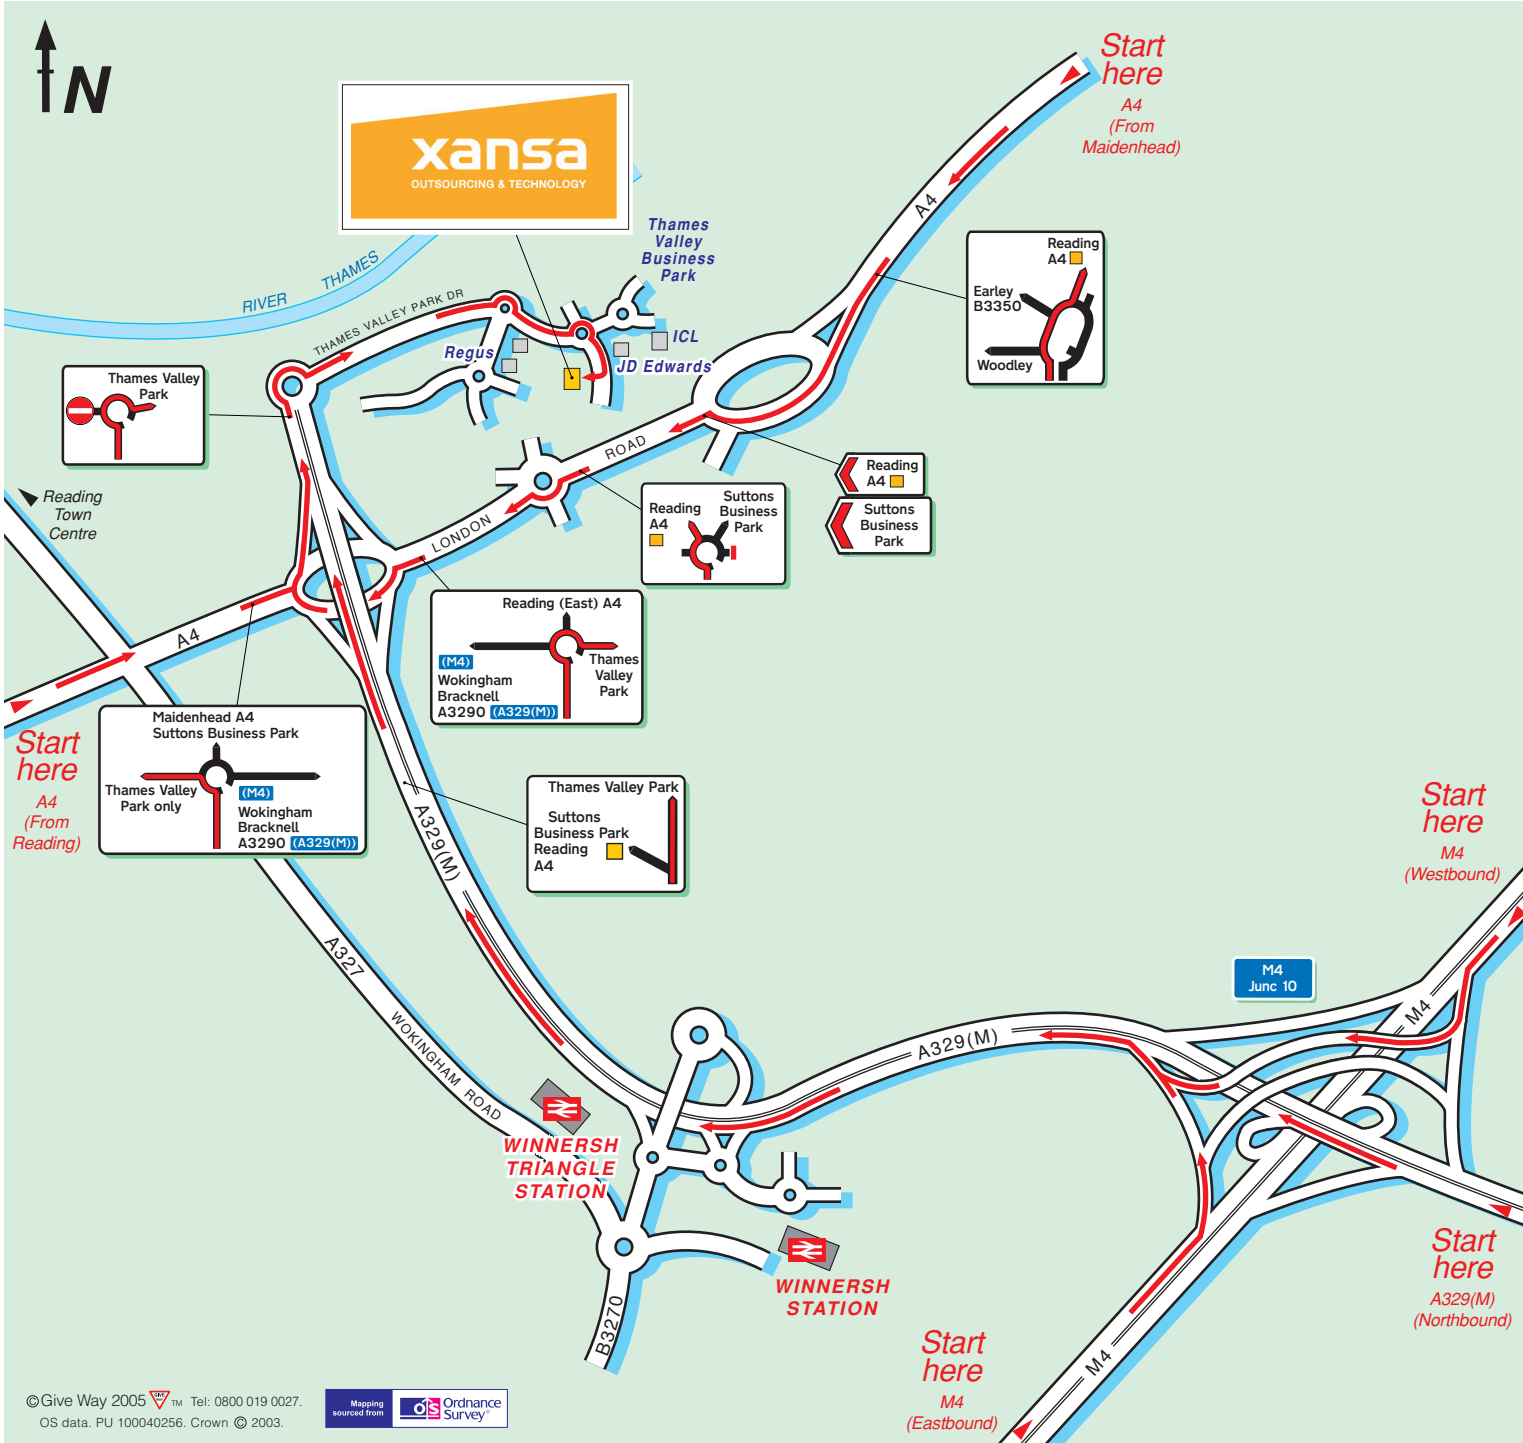 N
xansa
OUTSOURCING & TECHNOLOGY
Start
here
A4
(From
Maidenhead)
A4
Reading
A4
Earley
B3350
Woodley
Thames
Valley
Business
Park
RIVER THAMES
THAMES VALLEY PARK DR
Regus
ICL
JD Edwards
Thames Valley
Park
Reading
Town
Centre
ROAD
LONDON
Reading
A4
Suttons
Business
Park
Reading
A4
Suttons
Business
Park
Reading (East) A4
(M4)
Wokingham
Bracknell
A3290 (A329(M))
Thames
Valley
Park
A4
Start
here
A4
(From
Reading)
Maidenhead A4
Suttons Business Park
Thames Valley
Park only
(M4)
Wokingham
Bracknell
A3290 (A329(M))
Thames Valley Park
Suttons
Business Park
Reading
A4
A329(M)
A327
WOKINGHAM ROAD
A329(M)
Start
here
M4
(Westbound)
M4
Junc 10
M4
WINNERSH
TRIANGLE
STATION
WINNERSH
STATION
B3270
Start
here
A329(M)
(Northbound)
Start
here
M4
(Eastbound)
M4
©Give Way 2005 GIVE WAY TM Tel: 0800 019 0027.
OS data. PU 100040256. Crown © 2003.
Mapping
sourced from
OS Ordnance
Survey®